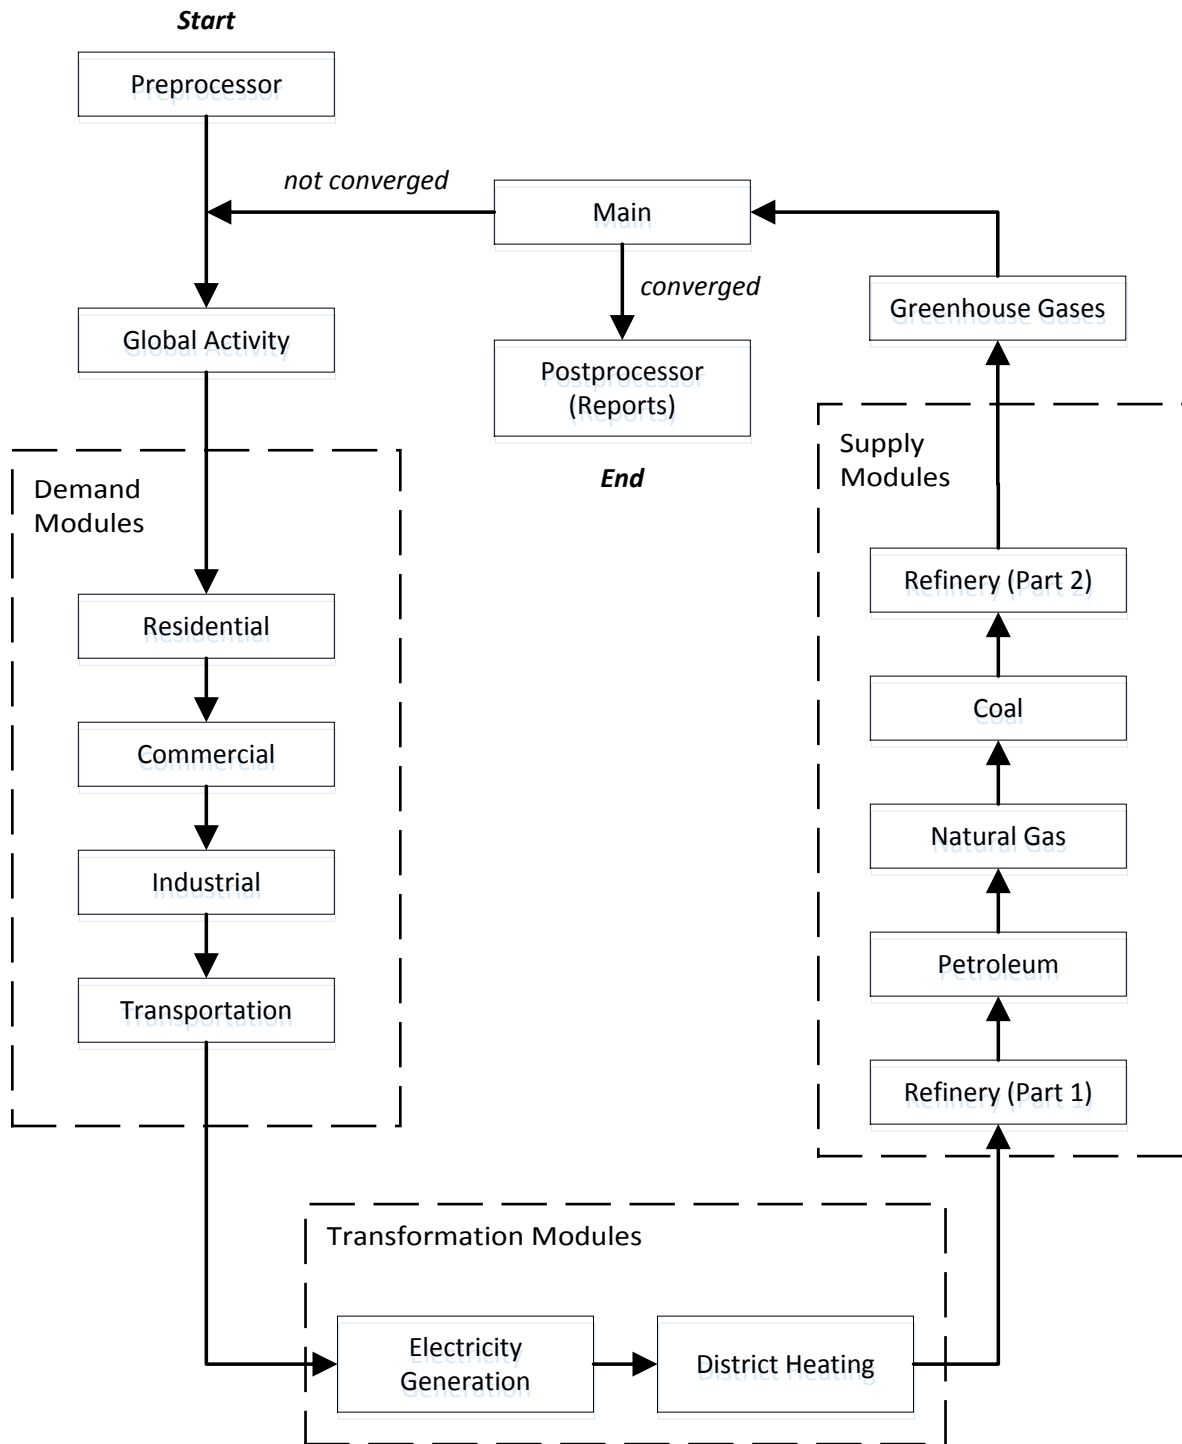 Start
Preprocessor
not converged
Main
converged
Greenhouse Gases
Global Activity
Postprocessor
(Reports)
End
Demand
Modules
Residential
Commercial
Industrial
Transportation
Supply
Modules
Refinery (Part 2)
Coal
Natural Gas
Petroleum
Refinery (Part 1)
Transformation Modules
Electricity
Generation
District Heating